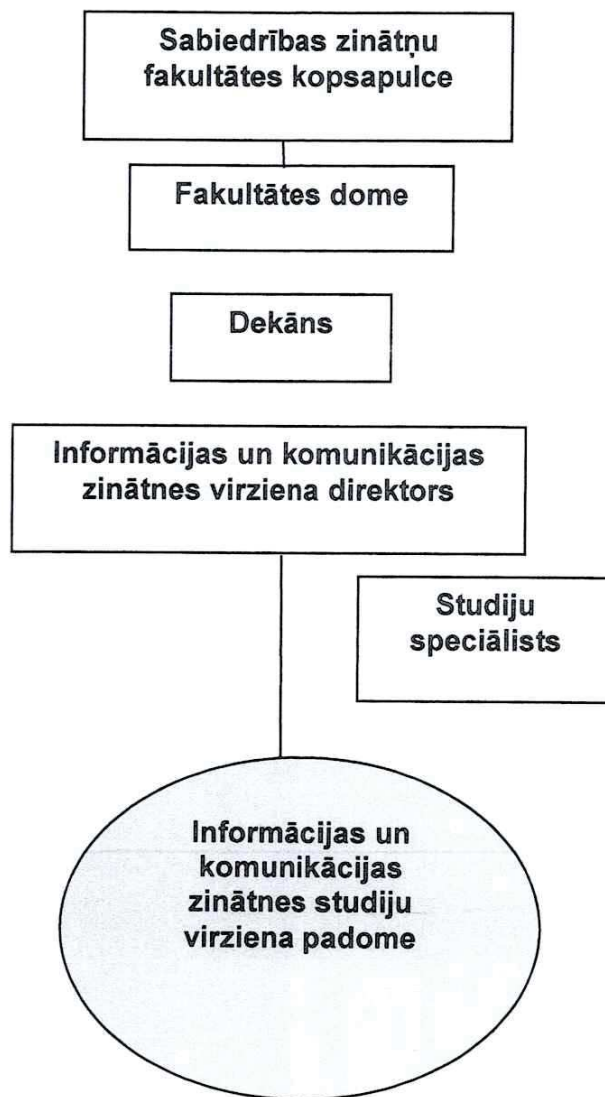 Sabiedrības zinātņu
fakultātes kopsapulce
Fakultātes dome
Dekāns
Informācijas un komunikācijas
zinātnes virziena direktors
Studiju
speciālists
Informācijas un
komunikācijas
zinātnes studiju
virziena padome